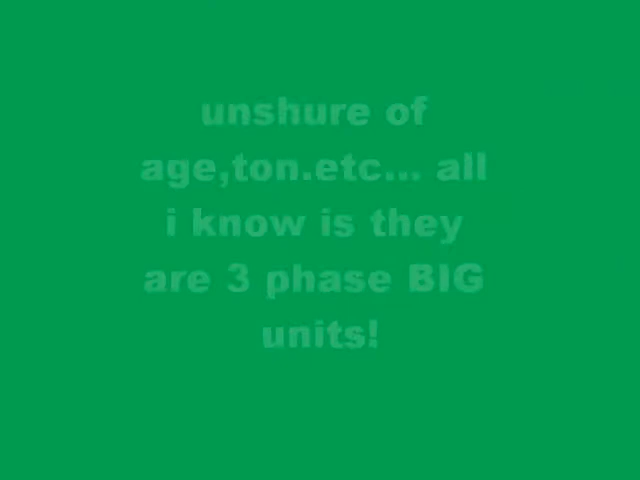 unshure of
age,ton.etc... all
i know is they
are 3 phase BIG
units!